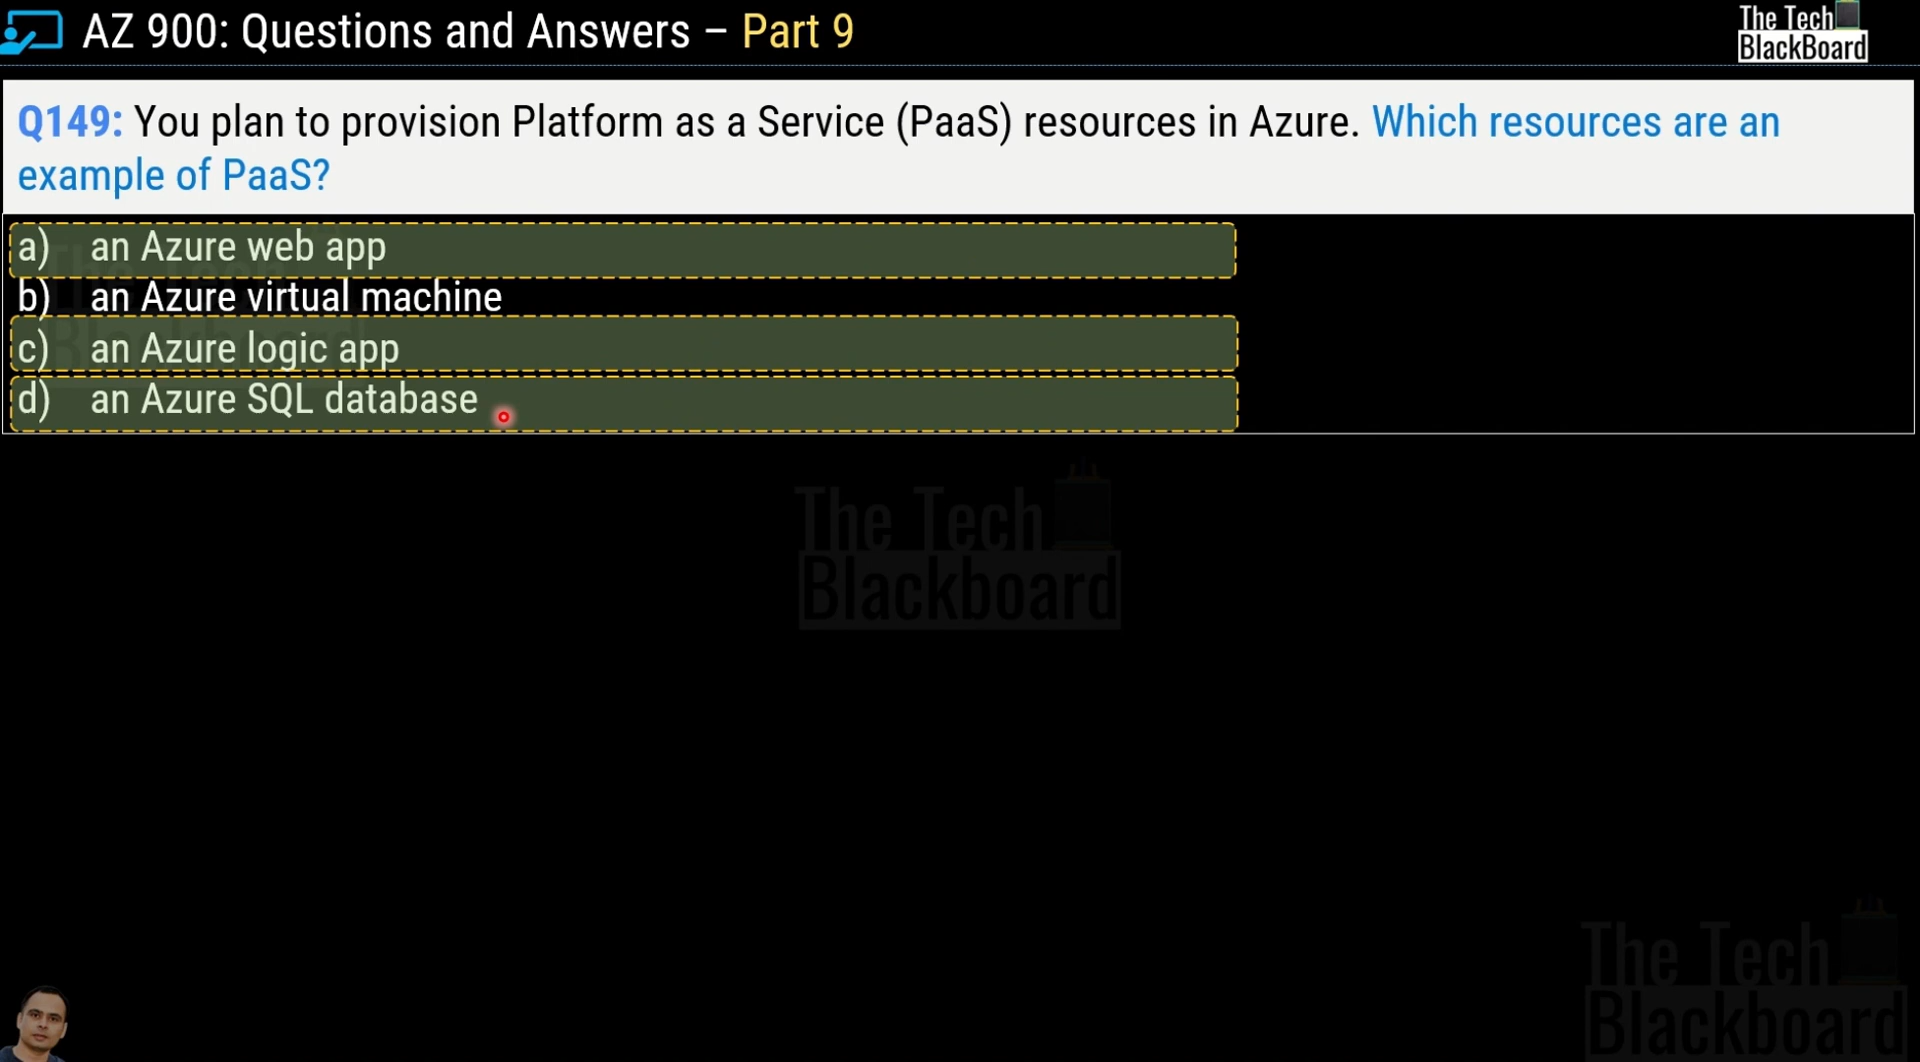 AZ 900: Questions and Answers – Part 9
The Tech
BlackBoard
Q149: You plan to provision Platform as a Service (PaaS) resources in Azure. Which resources are an
example of PaaS?
a) an Azure web app
b) an Azure virtual machine
c) an Azure logic app
d) an Azure SQL database
The Tech
Blackboard
The Tech
Blackboard